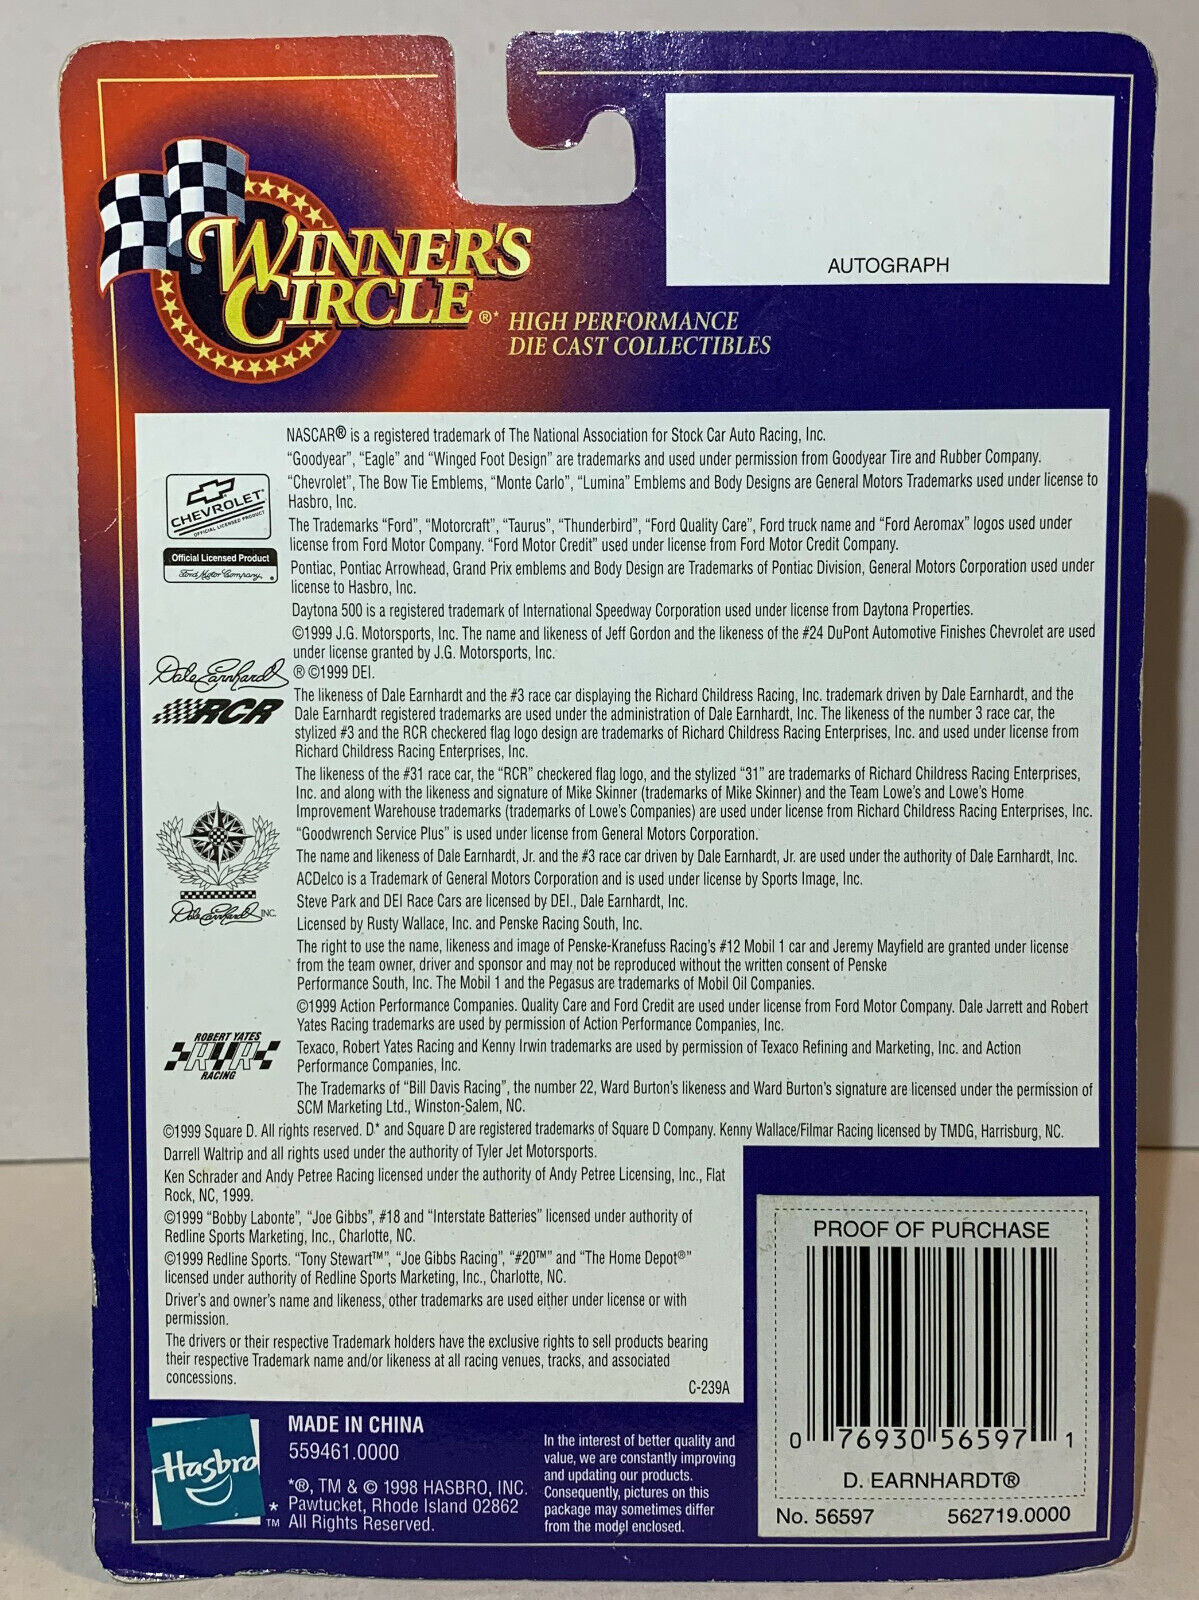 WINNER'S
CIRCLE®*
HIGH PERFORMANCE
DIE CAST COLLECTIBLES
AUTOGRAPH
NASCAR® is a registered trademark of The National Association for Stock Car Auto Racing, Inc.
"Goodyear", "Eagle" and "Winged Foot Design" are trademarks and used under permission from Goodyear Tire and Rubber Company.
"Chevrolet", The Bow Tie Emblems, "Monte Carlo", "Lumina" Emblems and Body Designs are General Motors Trademarks used under license to
Hasbro, Inc.
CHEVROLET
OFFICIAL LICENSED PRODUCT
The Trademarks "Ford", "Motorcraft", "Taurus", "Thunderbird", "Ford Quality Care", Ford truck name and "Ford Aeromax" logos used under
license from Ford Motor Company. "Ford Motor Credit" used under license from Ford Motor Credit Company.
Official Licensed Product
Ford Motor Company.
Pontiac, Pontiac Arrowhead, Grand Prix emblems and Body Design are Trademarks of Pontiac Division, General Motors Corporation used under
license to Hasbro, Inc.
Daytona 500 is a registered trademark of International Speedway Corporation used under license from Daytona Properties.
©1999 J.G. Motorsports, Inc. The name and likeness of Jeff Gordon and the likeness of the #24 DuPont Automotive Finishes Chevrolet are used
under license granted by J.G. Motorsports, Inc.
Dale Earnhardt ® ©1999 DEI.
RCR
The likeness of Dale Earnhardt and the #3 race car displaying the Richard Childress Racing, Inc. trademark driven by Dale Earnhardt, and the
Dale Earnhardt registered trademarks are used under the administration of Dale Earnhardt, Inc. The likeness of the number 3 race car, the
stylized #3 and the RCR checkered flag logo design are trademarks of Richard Childress Racing Enterprises, Inc. and used under license from
Richard Childress Racing Enterprises, Inc.
The likeness of the #31 race car, the "RCR" checkered flag logo, and the stylized "31" are trademarks of Richard Childress Racing Enterprises,
Inc. and along with the likeness and signature of Mike Skinner (trademarks of Mike Skinner) and the Team Lowe's and Lowe's Home
Improvement Warehouse trademarks (trademarks of Lowe's Companies) are used under license from Richard Childress Racing Enterprises, Inc.
"Goodwrench Service Plus" is used under license from General Motors Corporation.
The name and likeness of Dale Earnhardt, Jr. and the #3 race car driven by Dale Earnhardt, Jr. are used under the authority of Dale Earnhardt, Inc.
ACDelco is a Trademark of General Motors Corporation and is used under license by Sports Image, Inc.
Steve Park and DEI Race Cars are licensed by DEI., Dale Earnhardt, Inc.
Dale Earnhardt INC.
Licensed by Rusty Wallace, Inc. and Penske Racing South, Inc.
The right to use the name, likeness and image of Penske-Kranefuss Racing's #12 Mobil 1 car and Jeremy Mayfield are granted under license
from the team owner, driver and sponsor and may not be reproduced without the written consent of Penske
Performance South, Inc. The Mobil 1 and the Pegasus are trademarks of Mobil Oil Companies.
©1999 Action Performance Companies. Quality Care and Ford Credit are used under license from Ford Motor Company. Dale Jarrett and Robert
Yates Racing trademarks are used by permission of Action Performance Companies, Inc.
ROBERT YATES
RYR
RACING
Texaco, Robert Yates Racing and Kenny Irwin trademarks are used by permission of Texaco Refining and Marketing, Inc. and Action
Performance Companies, Inc.
The Trademarks of "Bill Davis Racing", the number 22, Ward Burton's likeness and Ward Burton's signature are licensed under the permission of
SCM Marketing Ltd., Winston-Salem, NC.
©1999 Square D. All rights reserved. D* and Square D are registered trademarks of Square D Company. Kenny Wallace/Filmar Racing licensed by TMDG, Harrisburg, NC.
Darrell Waltrip and all rights used under the authority of Tyler Jet Motorsports.
Ken Schrader and Andy Petree Racing licensed under the authority of Andy Petree Licensing, Inc., Flat
Rock, NC, 1999.
©1999 "Bobby Labonte", "Joe Gibbs", #18 and "Interstate Batteries" licensed under authority of
Redline Sports Marketing, Inc., Charlotte, NC.
©1999 Redline Sports. "Tony Stewart™", "Joe Gibbs Racing", "#20™" and "The Home Depot®"
licensed under authority of Redline Sports Marketing, Inc., Charlotte, NC.
Driver's and owner's name and likeness, other trademarks are used either under license or with
permission.
The drivers or their respective Trademark holders have the exclusive rights to sell products bearing
their respective Trademark name and/or likeness at all racing venues, tracks, and associated
concessions.
C-239A
PROOF OF PURCHASE
0 76930 56597 1
D. EARNHARDT®
No. 56597 562719.0000
Hasbro
* ™
MADE IN CHINA
559461.0000
*®, TM & © 1998 HASBRO, INC.
Pawtucket, Rhode Island 02862
All Rights Reserved.
In the interest of better quality and
value, we are constantly improving
and updating our products.
Consequently, pictures on this
package may sometimes differ
from the model enclosed.